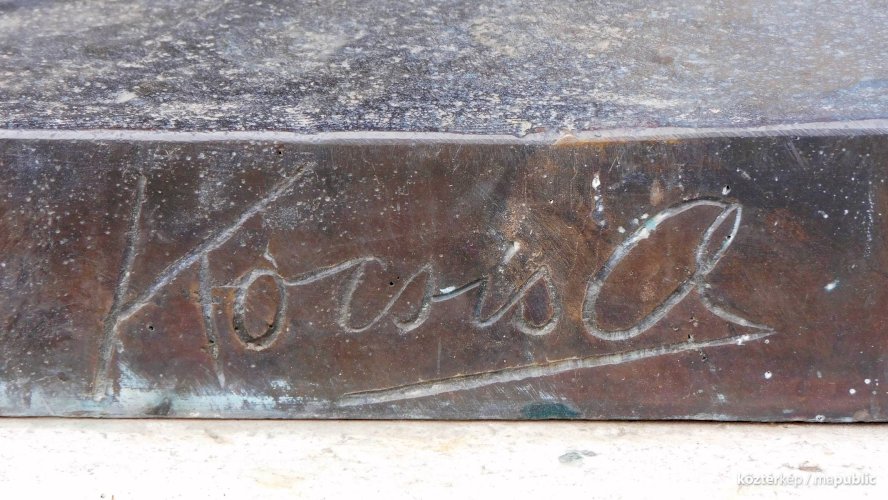 Kocsis A
köztérkép / mapublic